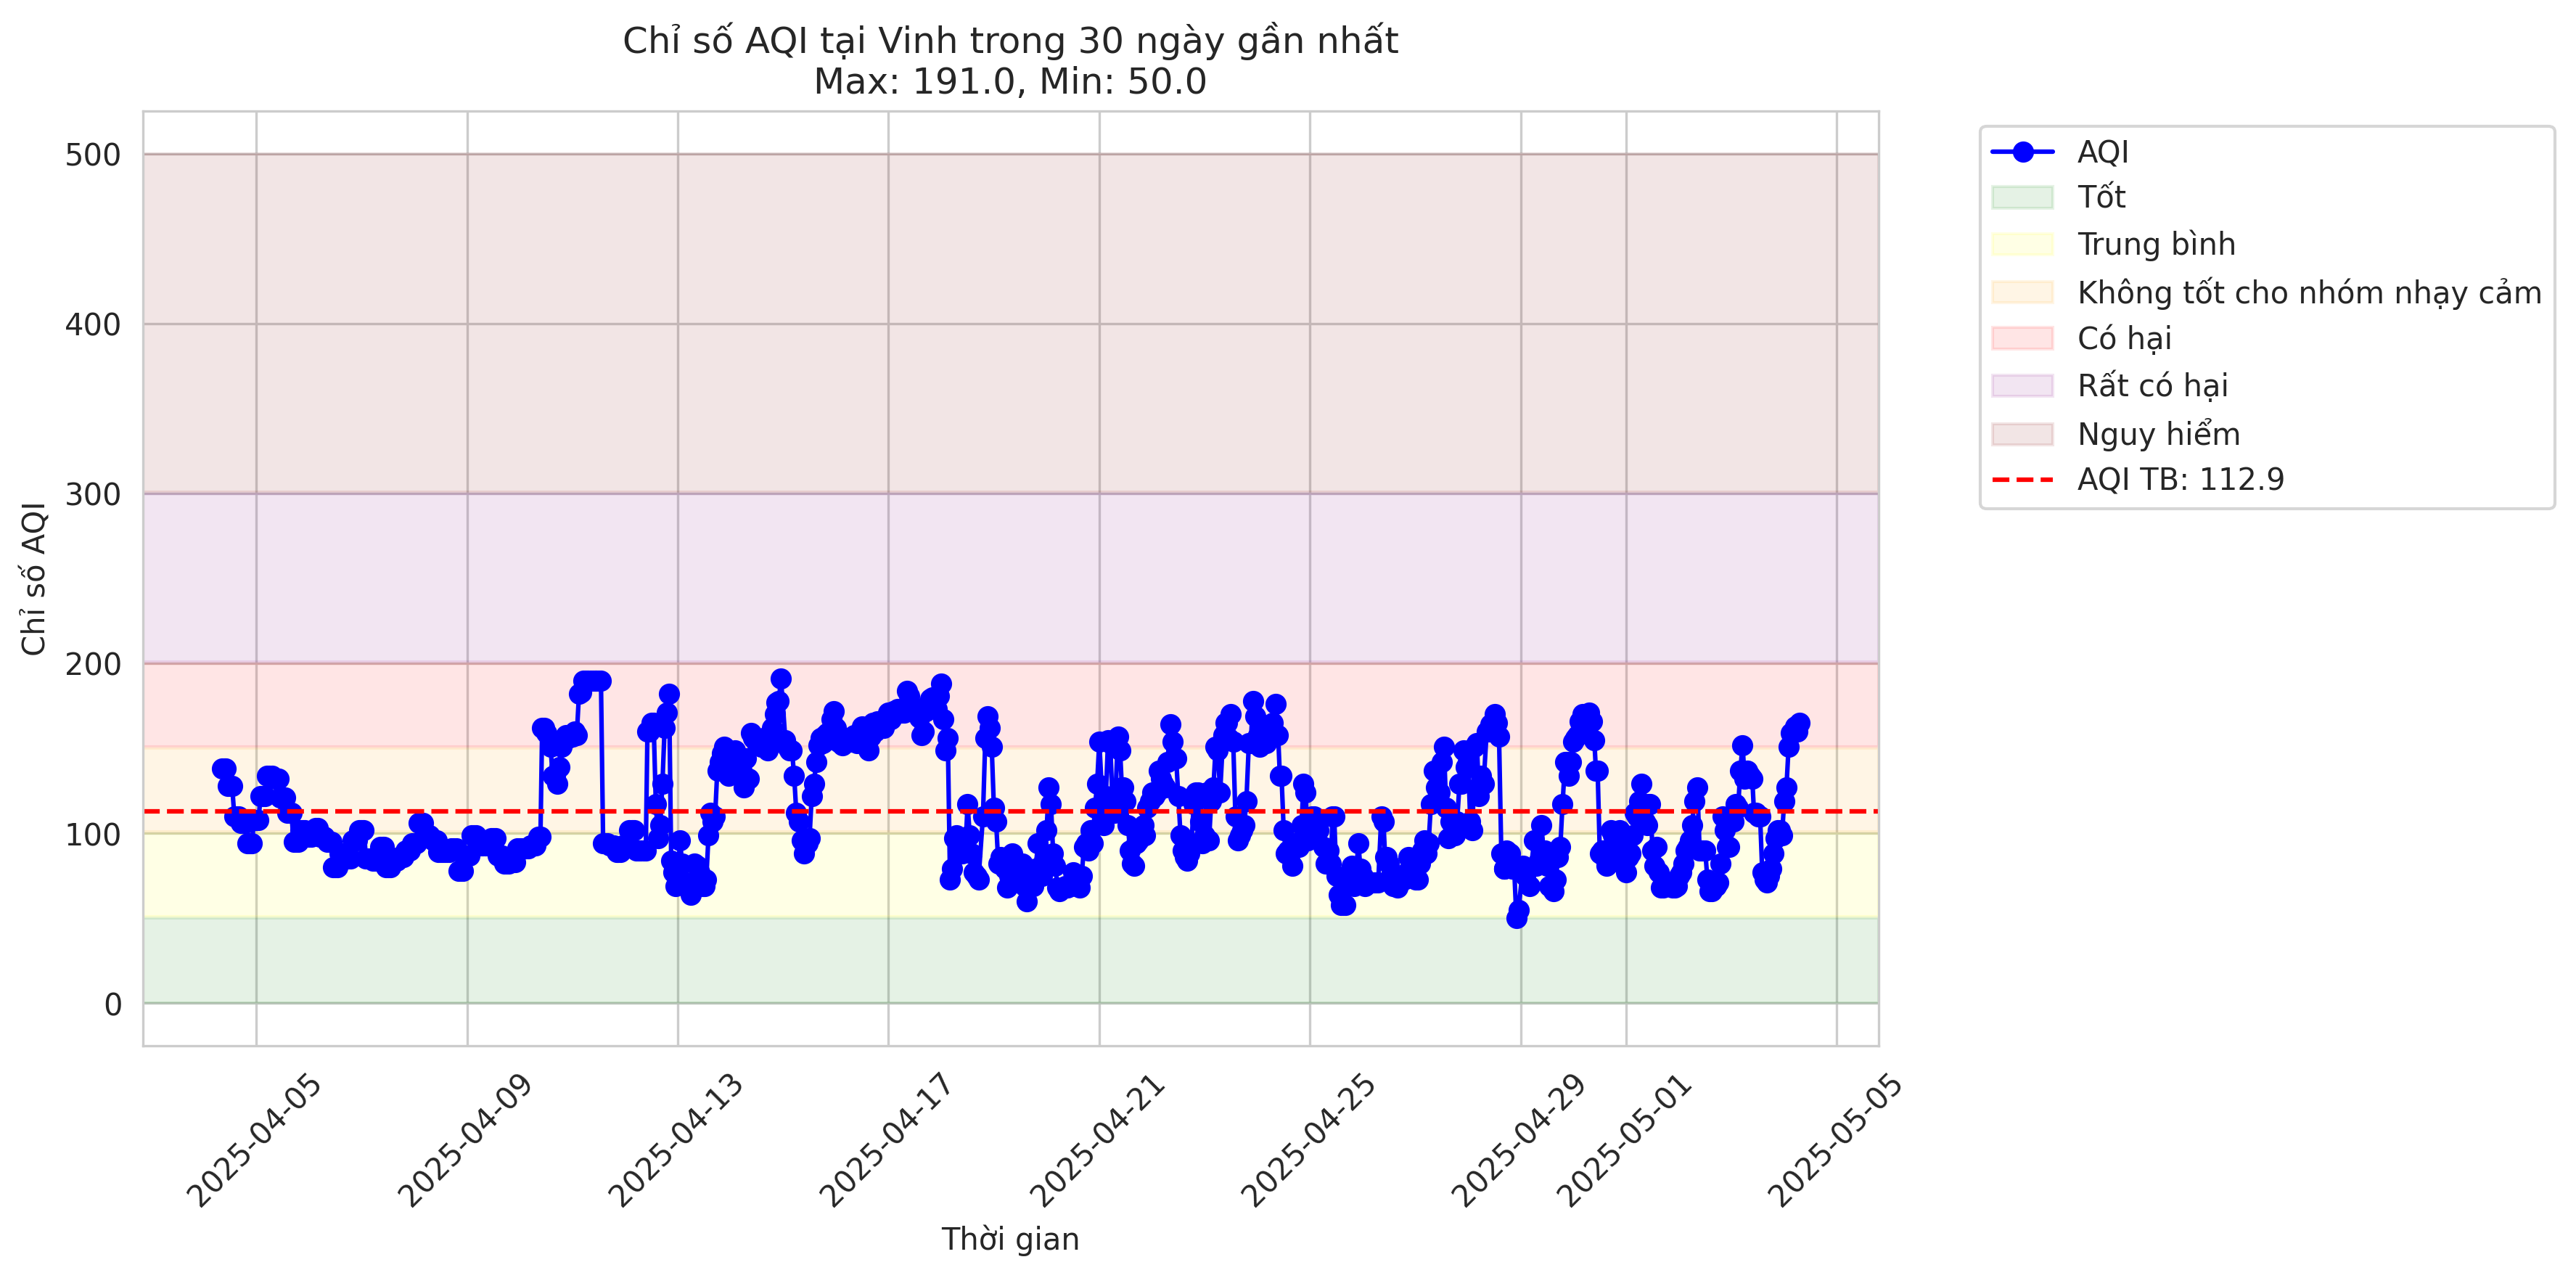 Chỉ số AQI tại Vinh trong 30 ngày gần nhất
Max: 191.0, Min: 50.0
Chỉ số AQI
500
400
300
200
100
0
2025-04-05
2025-04-09
2025-04-13
2025-04-17
2025-04-21
2025-04-25
2025-04-29
2025-05-01
2025-05-05
Thời gian
AQI
Tốt
Trung bình
Không tốt cho nhóm nhạy cảm
Có hại
Rất có hại
Nguy hiểm
AQI TB: 112.9